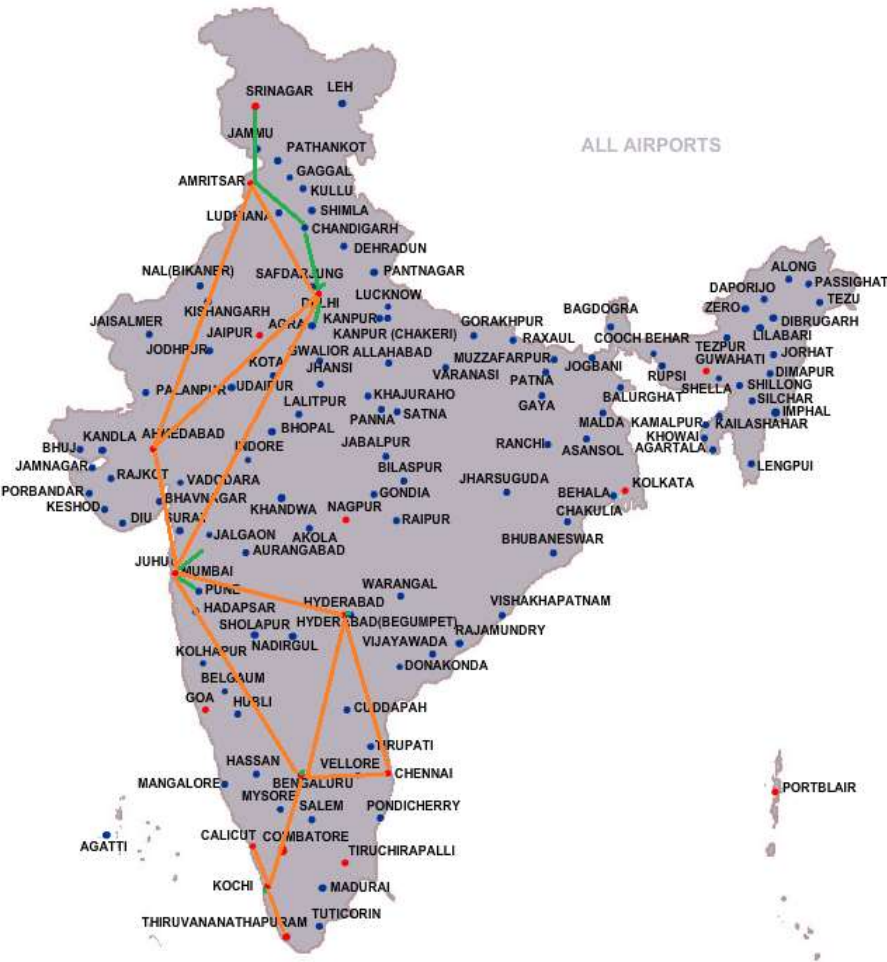 SRINAGAR
LEH
JAMMU
PATHANKOT
ALL AIRPORTS
GAGGAL
AMRITSAR
KULLU
LUDHIANA
SHIMLA
CHANDIGARH
DEHRADUN
NAL(BIKANER)
SAFDARJUNG
PANTNAGAR
ALONG
PASSIGHAT
DAPORIJO
TEZU
KISHANGARH
DELHI
LUCKNOW
ZERO
BAGDOGRA
JAISALMER
AGRA
KANPUR
GORAKHPUR
DIBRUGARH
JAIPUR
KANPUR (CHAKERI)
RAXAUL
COOCH BEHAR
LILABARI
TEZPUR
JODHPUR
GWALIOR
ALLAHABAD
MUZZAFARPUR
JOGBANI
GUWAHATI
JORHAT
KOTA
JHANSI
VARANASI
PATNA
RUPSI
DIMAPUR
PALANPUR
UDAIPUR
SHELLA
SHILLONG
LALITPUR
KHAJURAHO
GAYA
BALURGHAT
SILCHAR
PANNA
SATNA
MALDA
KAMALPUR
IMPHAL
KAILASHAHAR
BHUJ
KANDLA
AHMEDABAD
BHOPAL
RANCHI
KHOWAI
INDORE
JABALPUR
ASANSOL
AGARTALA
JAMNAGAR
BILASPUR
LENGPUI
RAJKOT
VADODARA
JHARSUGUDA
KOLKATA
PORBANDAR
BHAVNAGAR
GONDIA
BEHALA
KESHOD
KHANDWA
NAGPUR
CHAKULIA
DIU
SURAT
RAIPUR
JALGAON
AKOLA
BHUBANESWAR
AURANGABAD
JUHU
MUMBAI
WARANGAL
PUNE
HYDERABAD
VISHAKHAPATNAM
HADAPSAR
HYDERABAD(BEGUMPET)
SHOLAPUR
RAJAMUNDRY
NADIRGUL
VIJAYAWADA
KOLHAPUR
DONAKONDA
BELGAUM
GOA
HUBLI
CUDDAPAH
TIRUPATI
HASSAN
VELLORE
CHENNAI
MANGALORE
BENGALURU
PORTBLAIR
MYSORE
SALEM
PONDICHERRY
CALICUT
COIMBATORE
AGATTI
TIRUCHIRAPALLI
KOCHI
MADURAI
THIRUVANANATHAPURAM
TUTICORIN